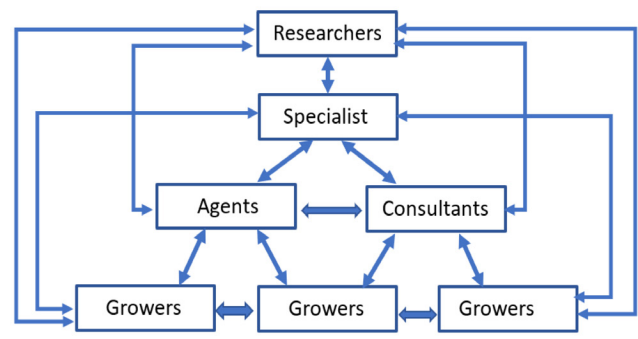 Researchers
Specialist
Agents
Consultants
Growers
Growers
Growers